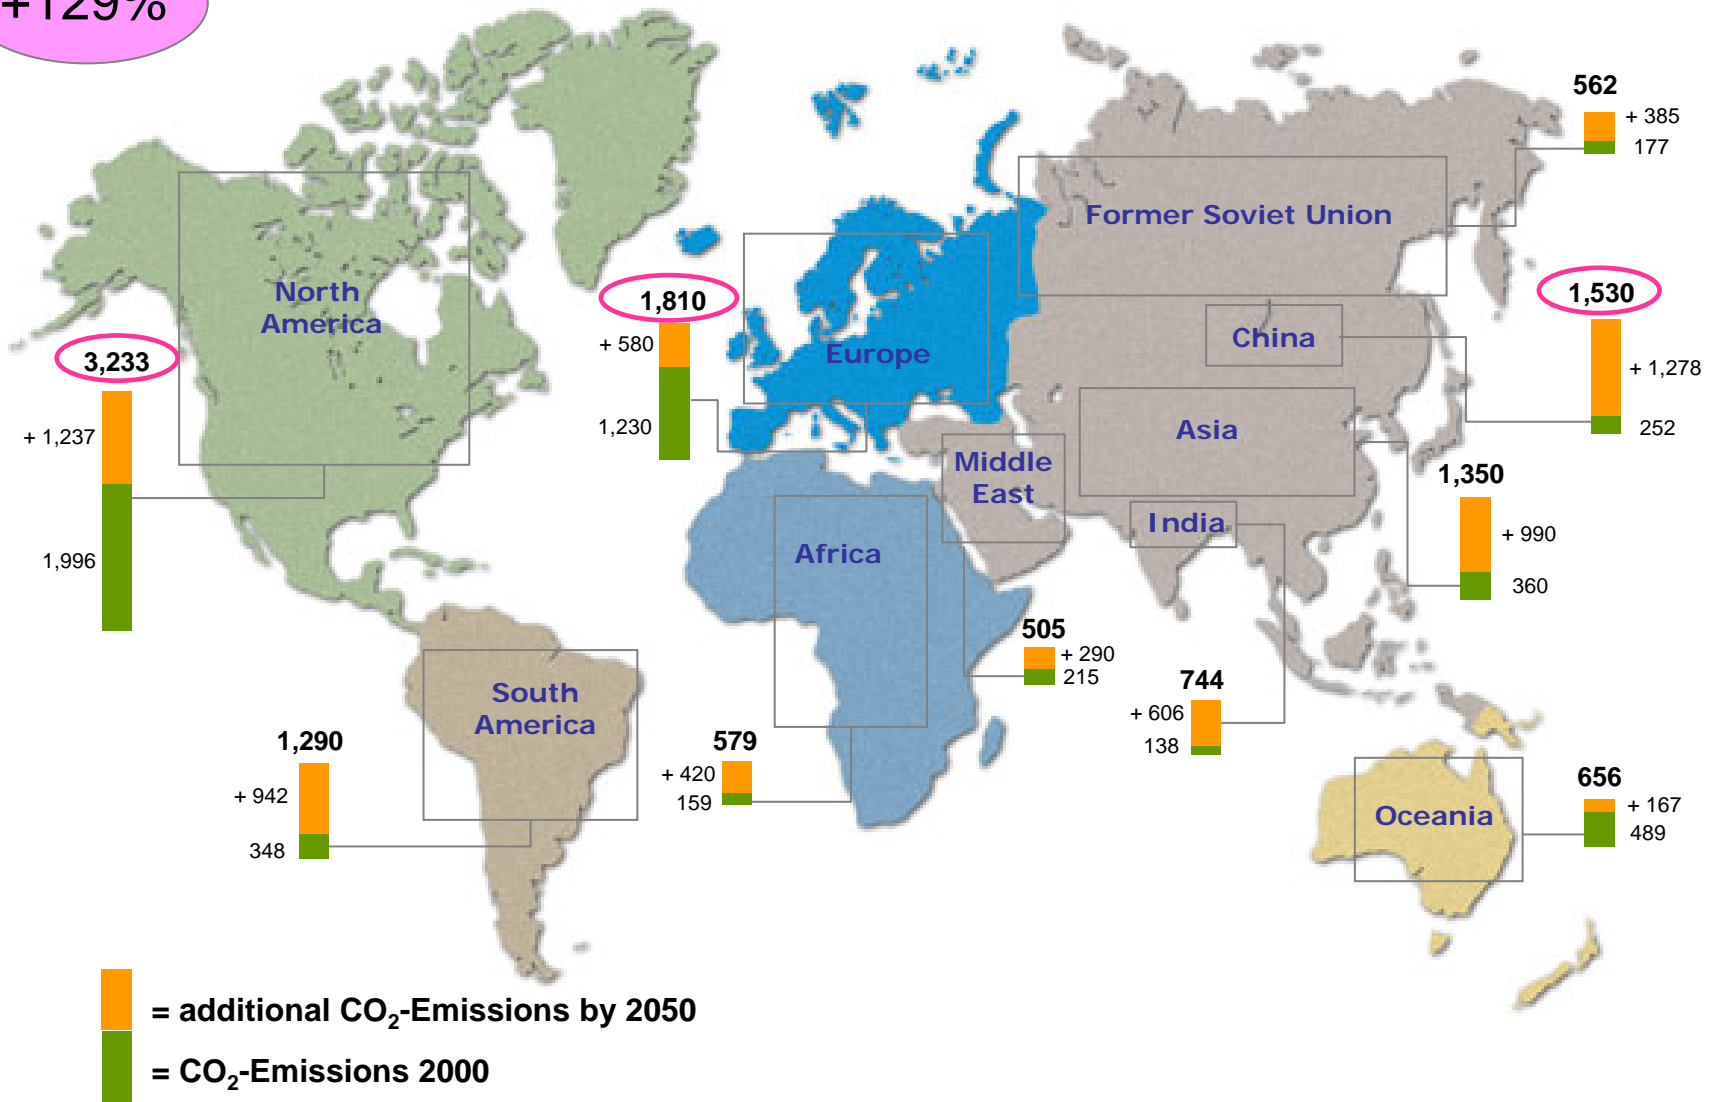 +129%
562
+ 385
177
Former Soviet Union
North
America
1,810
+ 580
1,230
Europe
1,530
+ 1,278
252
China
3,233
+ 1,237
1,996
Asia
Middle
East
1,350
+ 990
360
India
Africa
505
+ 290
215
South
America
744
+ 606
138
1,290
+ 942
348
579
+ 420
159
656
+ 167
489
Oceania
= additional CO2-Emissions by 2050
= CO2-Emissions 2000